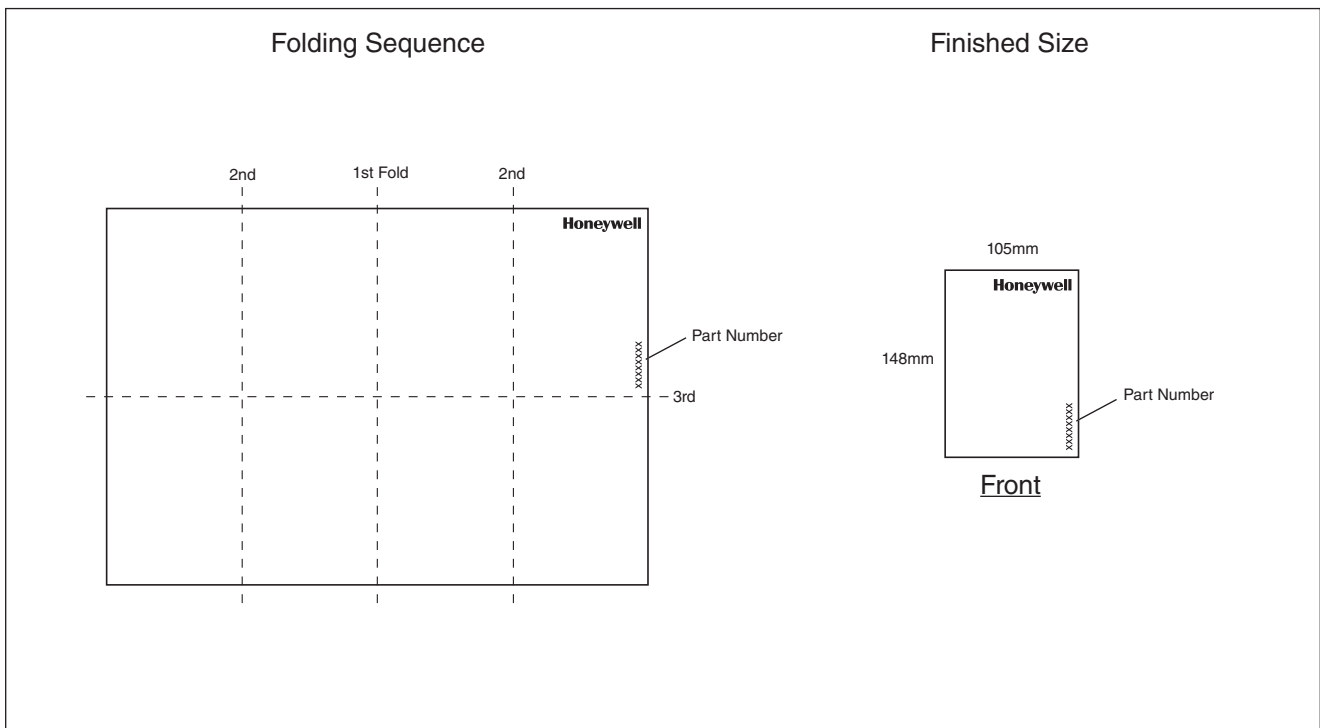 Folding Sequence
2nd
1st Fold
2nd
Honeywell
Part Number
xxxxxxxx
3rd
Finished Size
105mm
Honeywell
148mm
Part Number
xxxxxxxx
Front